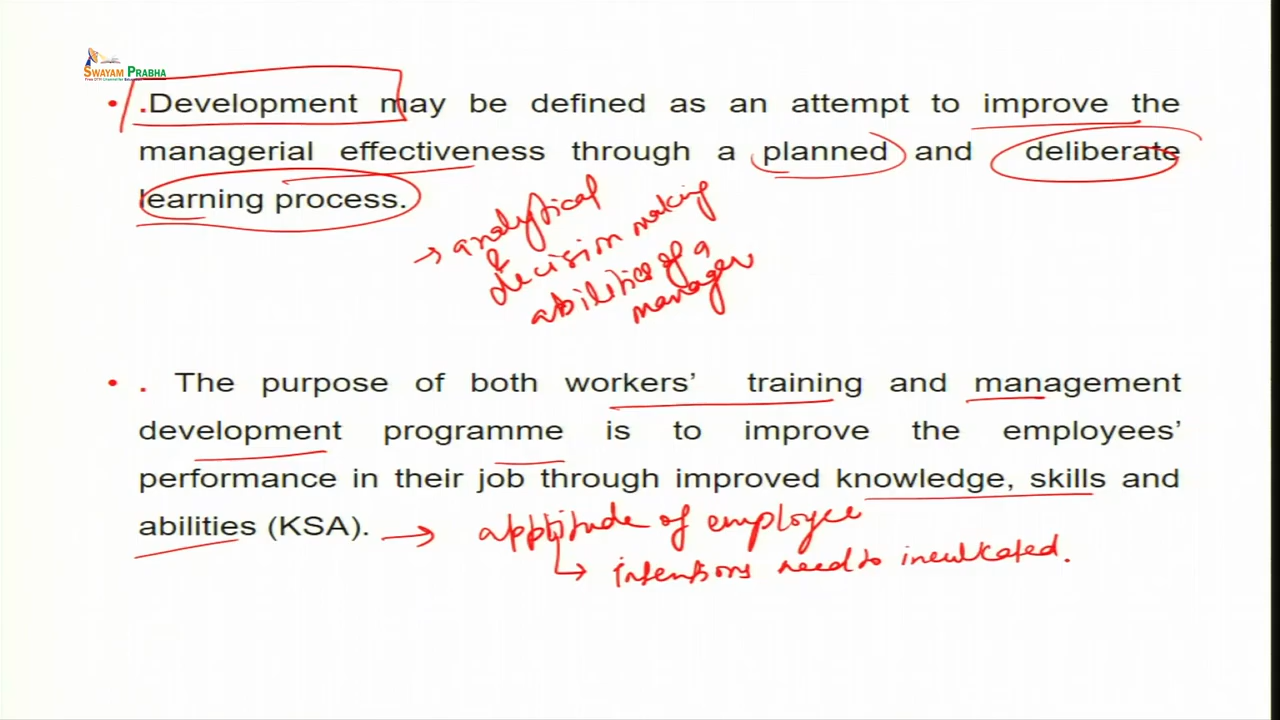 SWAYAM PRABHA
• .Development may be defined as an attempt to improve the
managerial effectiveness through a planned and deliberate
learning process.
→ analytical
& decision making
abilities of a
manager
• . The purpose of both workers’ training and management
development programme is to improve the employees’
performance in their job through improved knowledge, skills and
abilities (KSA). → apptitude of employee
→ intentions need to inculcated.